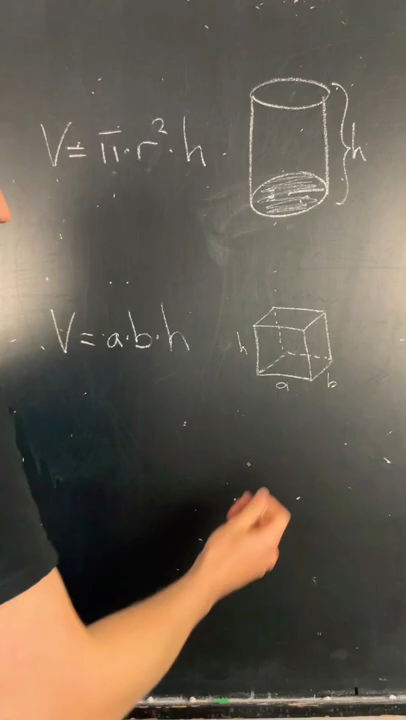 V = π · r² · h
h
V = a · b · h
h
a
b